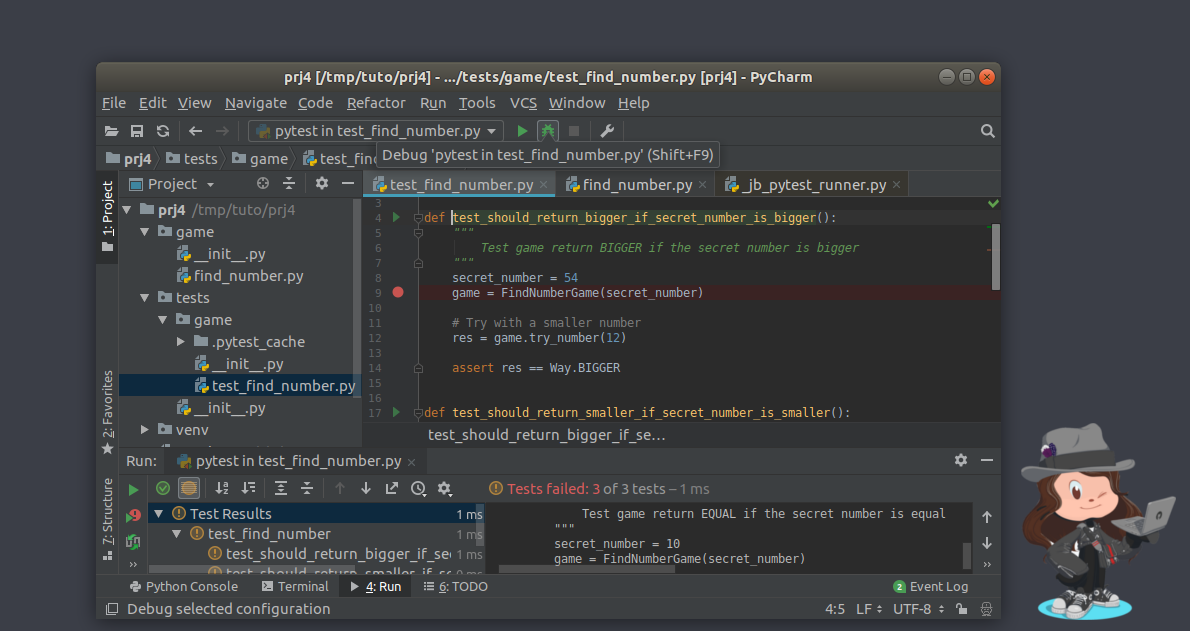 prj4 [/tmp/tuto/prj4] - .../tests/game/test_find_number.py [prj4] - PyCharm
File Edit View Navigate Code Refactor Run Tools VCS Window Help
pytest in test_find_number.py
prj4 tests game test_find
Debug 'pytest in test_find_number.py' (Shift+F9)
1: Project
Project
test_find_number.py × find_number.py × _jb_pytest_runner.py ×
prj4 /tmp/tuto/prj4
game
__init__.py
find_number.py
tests
game
.pytest_cache
__init__.py
test_find_number.py
__init__.py
venv
3
4 def test_should_return_bigger_if_secret_number_is_bigger():
5 """
6 Test game return BIGGER if the secret number is bigger
7 """
8 secret_number = 54
9 game = FindNumberGame(secret_number)
10
11 # Try with a smaller number
12 res = game.try_number(12)
13
14 assert res == Way.BIGGER
15
16
17 def test_should_return_smaller_if_secret_number_is_smaller():
test_should_return_bigger_if_se...
2: Favorites
7: Structure
Run: pytest in test_find_number.py ×
Tests failed: 3 of 3 tests – 1 ms
Test Results 1 ms
test_find_number 1 ms
test_should_return_bigger_if_se 1 ms
test_should_return_smaller_if_se 0 ms
Test game return EQUAL if the secret number is equal
"""
secret_number = 10
game = FindNumberGame(secret_number)
Python Console Terminal 4: Run 6: TODO 2 Event Log
Debug selected configuration 4:5 LF UTF-8